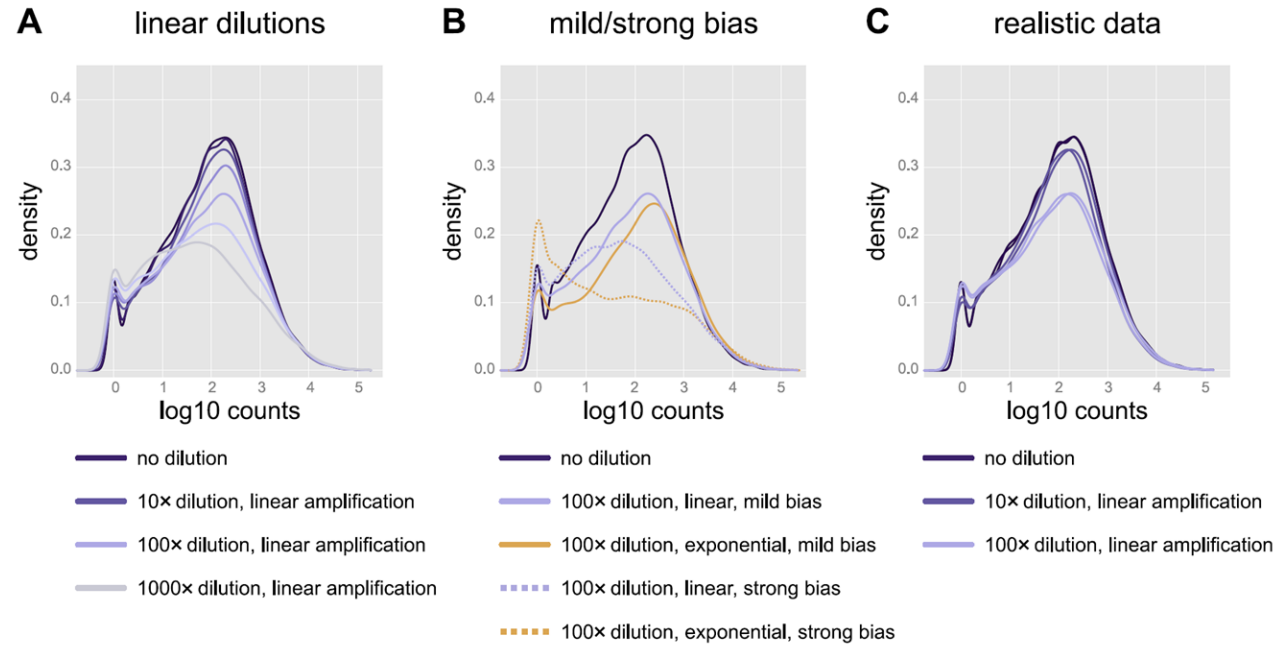 A linear dilutions
B mild/strong bias
C realistic data
density
0.4
0.3
0.2
0.1
0.0
0 1 2 3 4 5
log10 counts
density
0.4
0.3
0.2
0.1
0.0
0 1 2 3 4 5
log10 counts
density
0.4
0.3
0.2
0.1
0.0
0 1 2 3 4 5
log10 counts
no dilution
10× dilution, linear amplification
100× dilution, linear amplification
1000× dilution, linear amplification
no dilution
100× dilution, linear, mild bias
100× dilution, exponential, mild bias
100× dilution, linear, strong bias
100× dilution, exponential, strong bias
no dilution
10× dilution, linear amplification
100× dilution, linear amplification